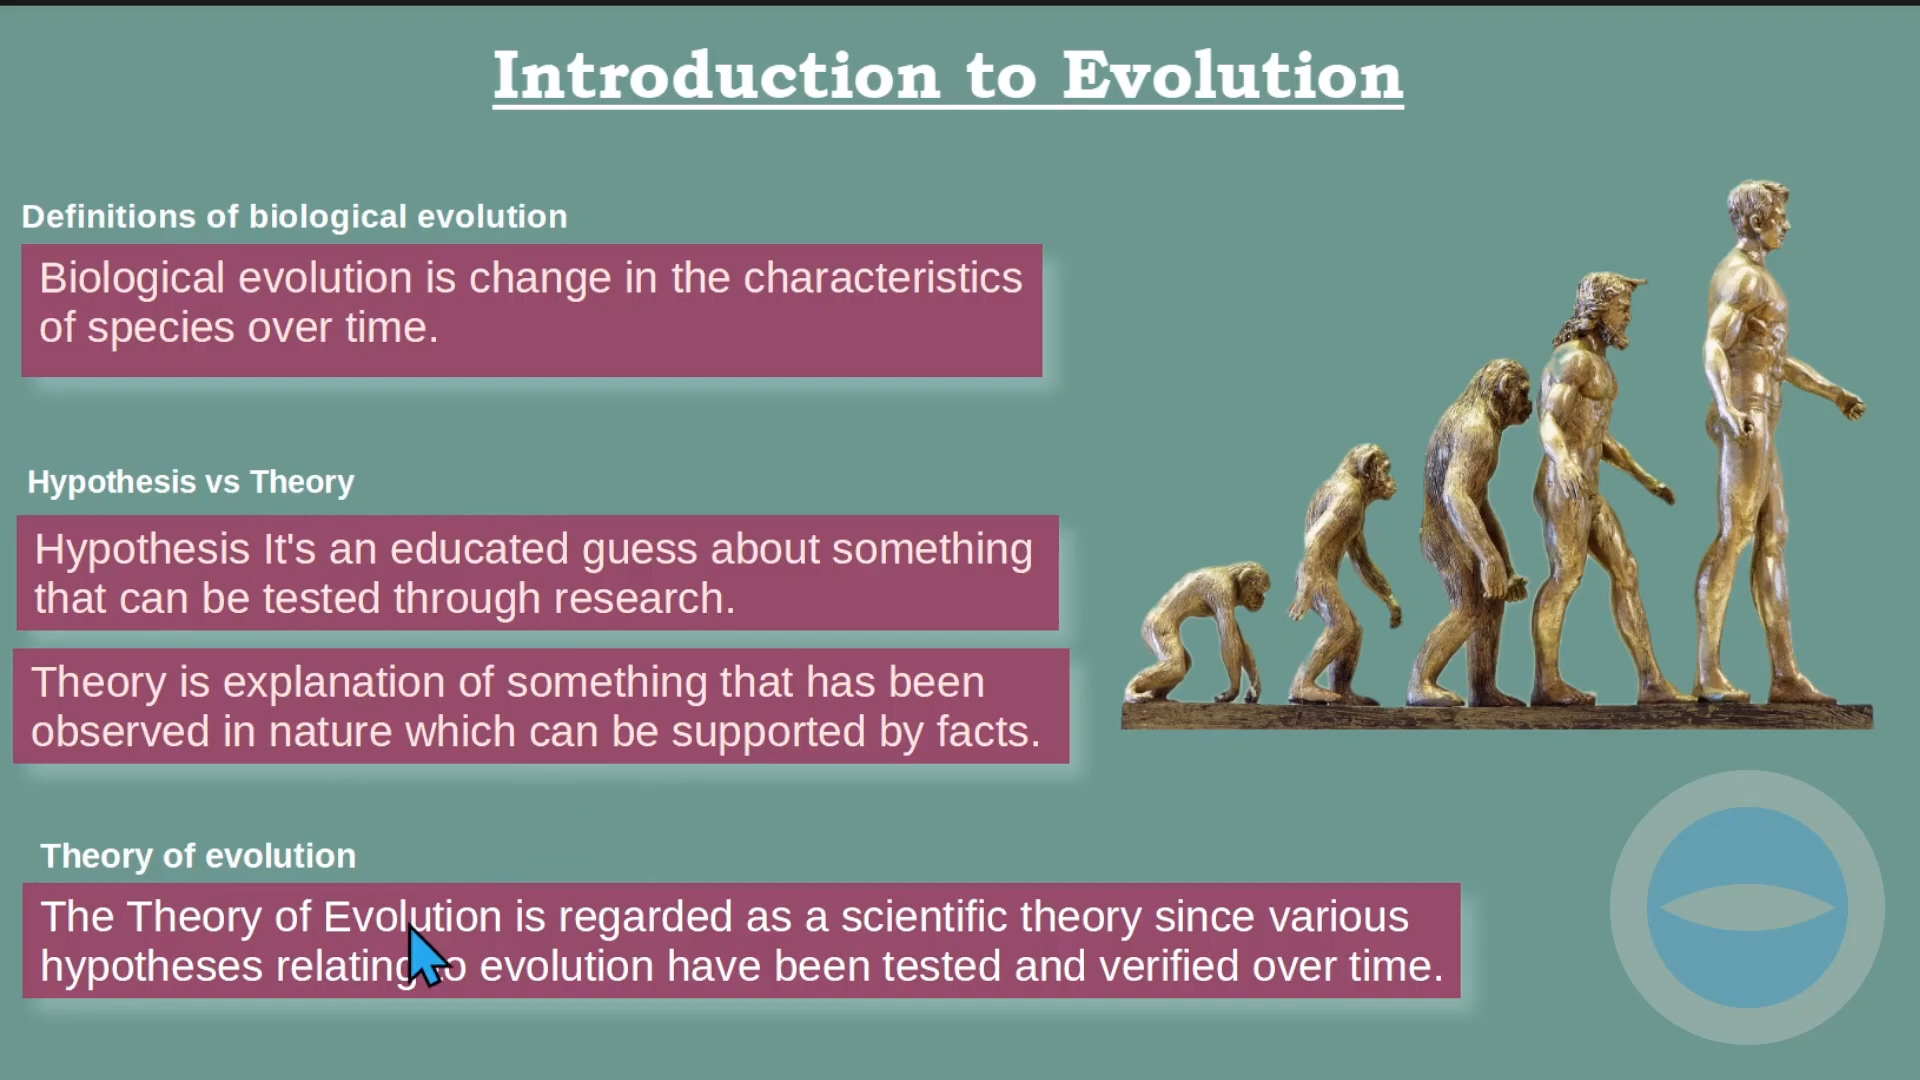 Introduction to Evolution
Definitions of biological evolution
Biological evolution is change in the characteristics
of species over time.
Hypothesis vs Theory
Hypothesis It's an educated guess about something
that can be tested through research.
Theory is explanation of something that has been
observed in nature which can be supported by facts.
Theory of evolution
The Theory of Evolution is regarded as a scientific theory since various
hypotheses relating to evolution have been tested and verified over time.